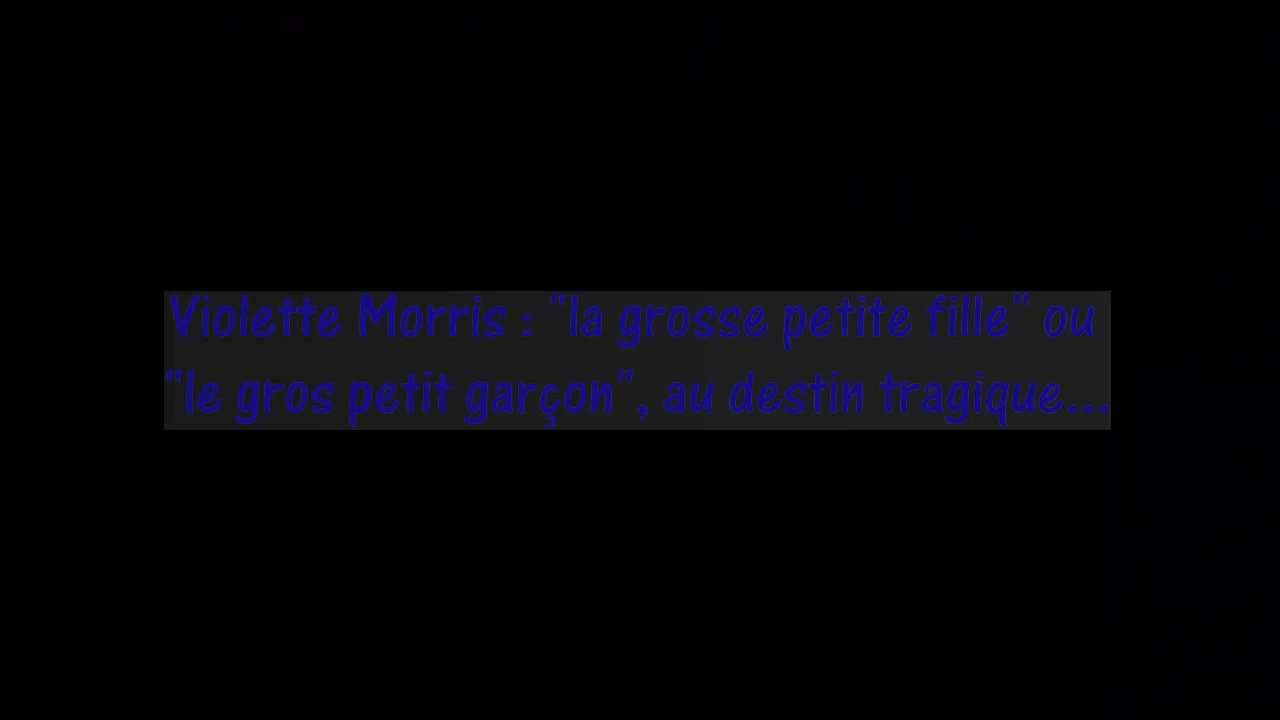 Violette Morris : "la grosse petite fille" ou
"le gros petit garçon", au destin tragique...